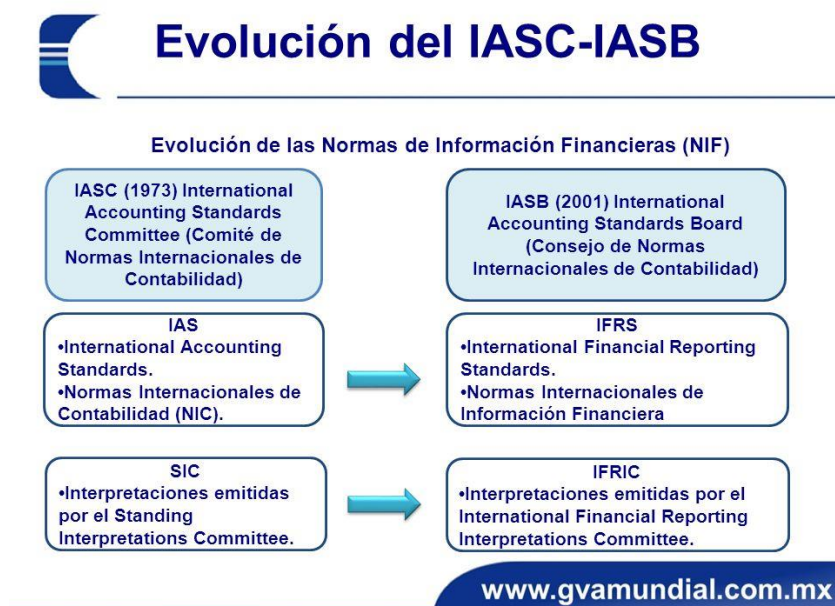 Evolución del IASC-IASB
Evolución de las Normas de Información Financieras (NIF)
IASC (1973) International
Accounting Standards
Committee (Comité de
Normas Internacionales de
Contabilidad)
IASB (2001) International
Accounting Standards Board
(Consejo de Normas
Internacionales de Contabilidad)
IAS
•International Accounting
Standards.
•Normas Internacionales de
Contabilidad (NIC).
IFRS
•International Financial Reporting
Standards.
•Normas Internacionales de
Información Financiera
SIC
•Interpretaciones emitidas
por el Standing
Interpretations Committee.
IFRIC
•Interpretaciones emitidas por el
International Financial Reporting
Interpretations Committee.
www.gvamundial.com.mx